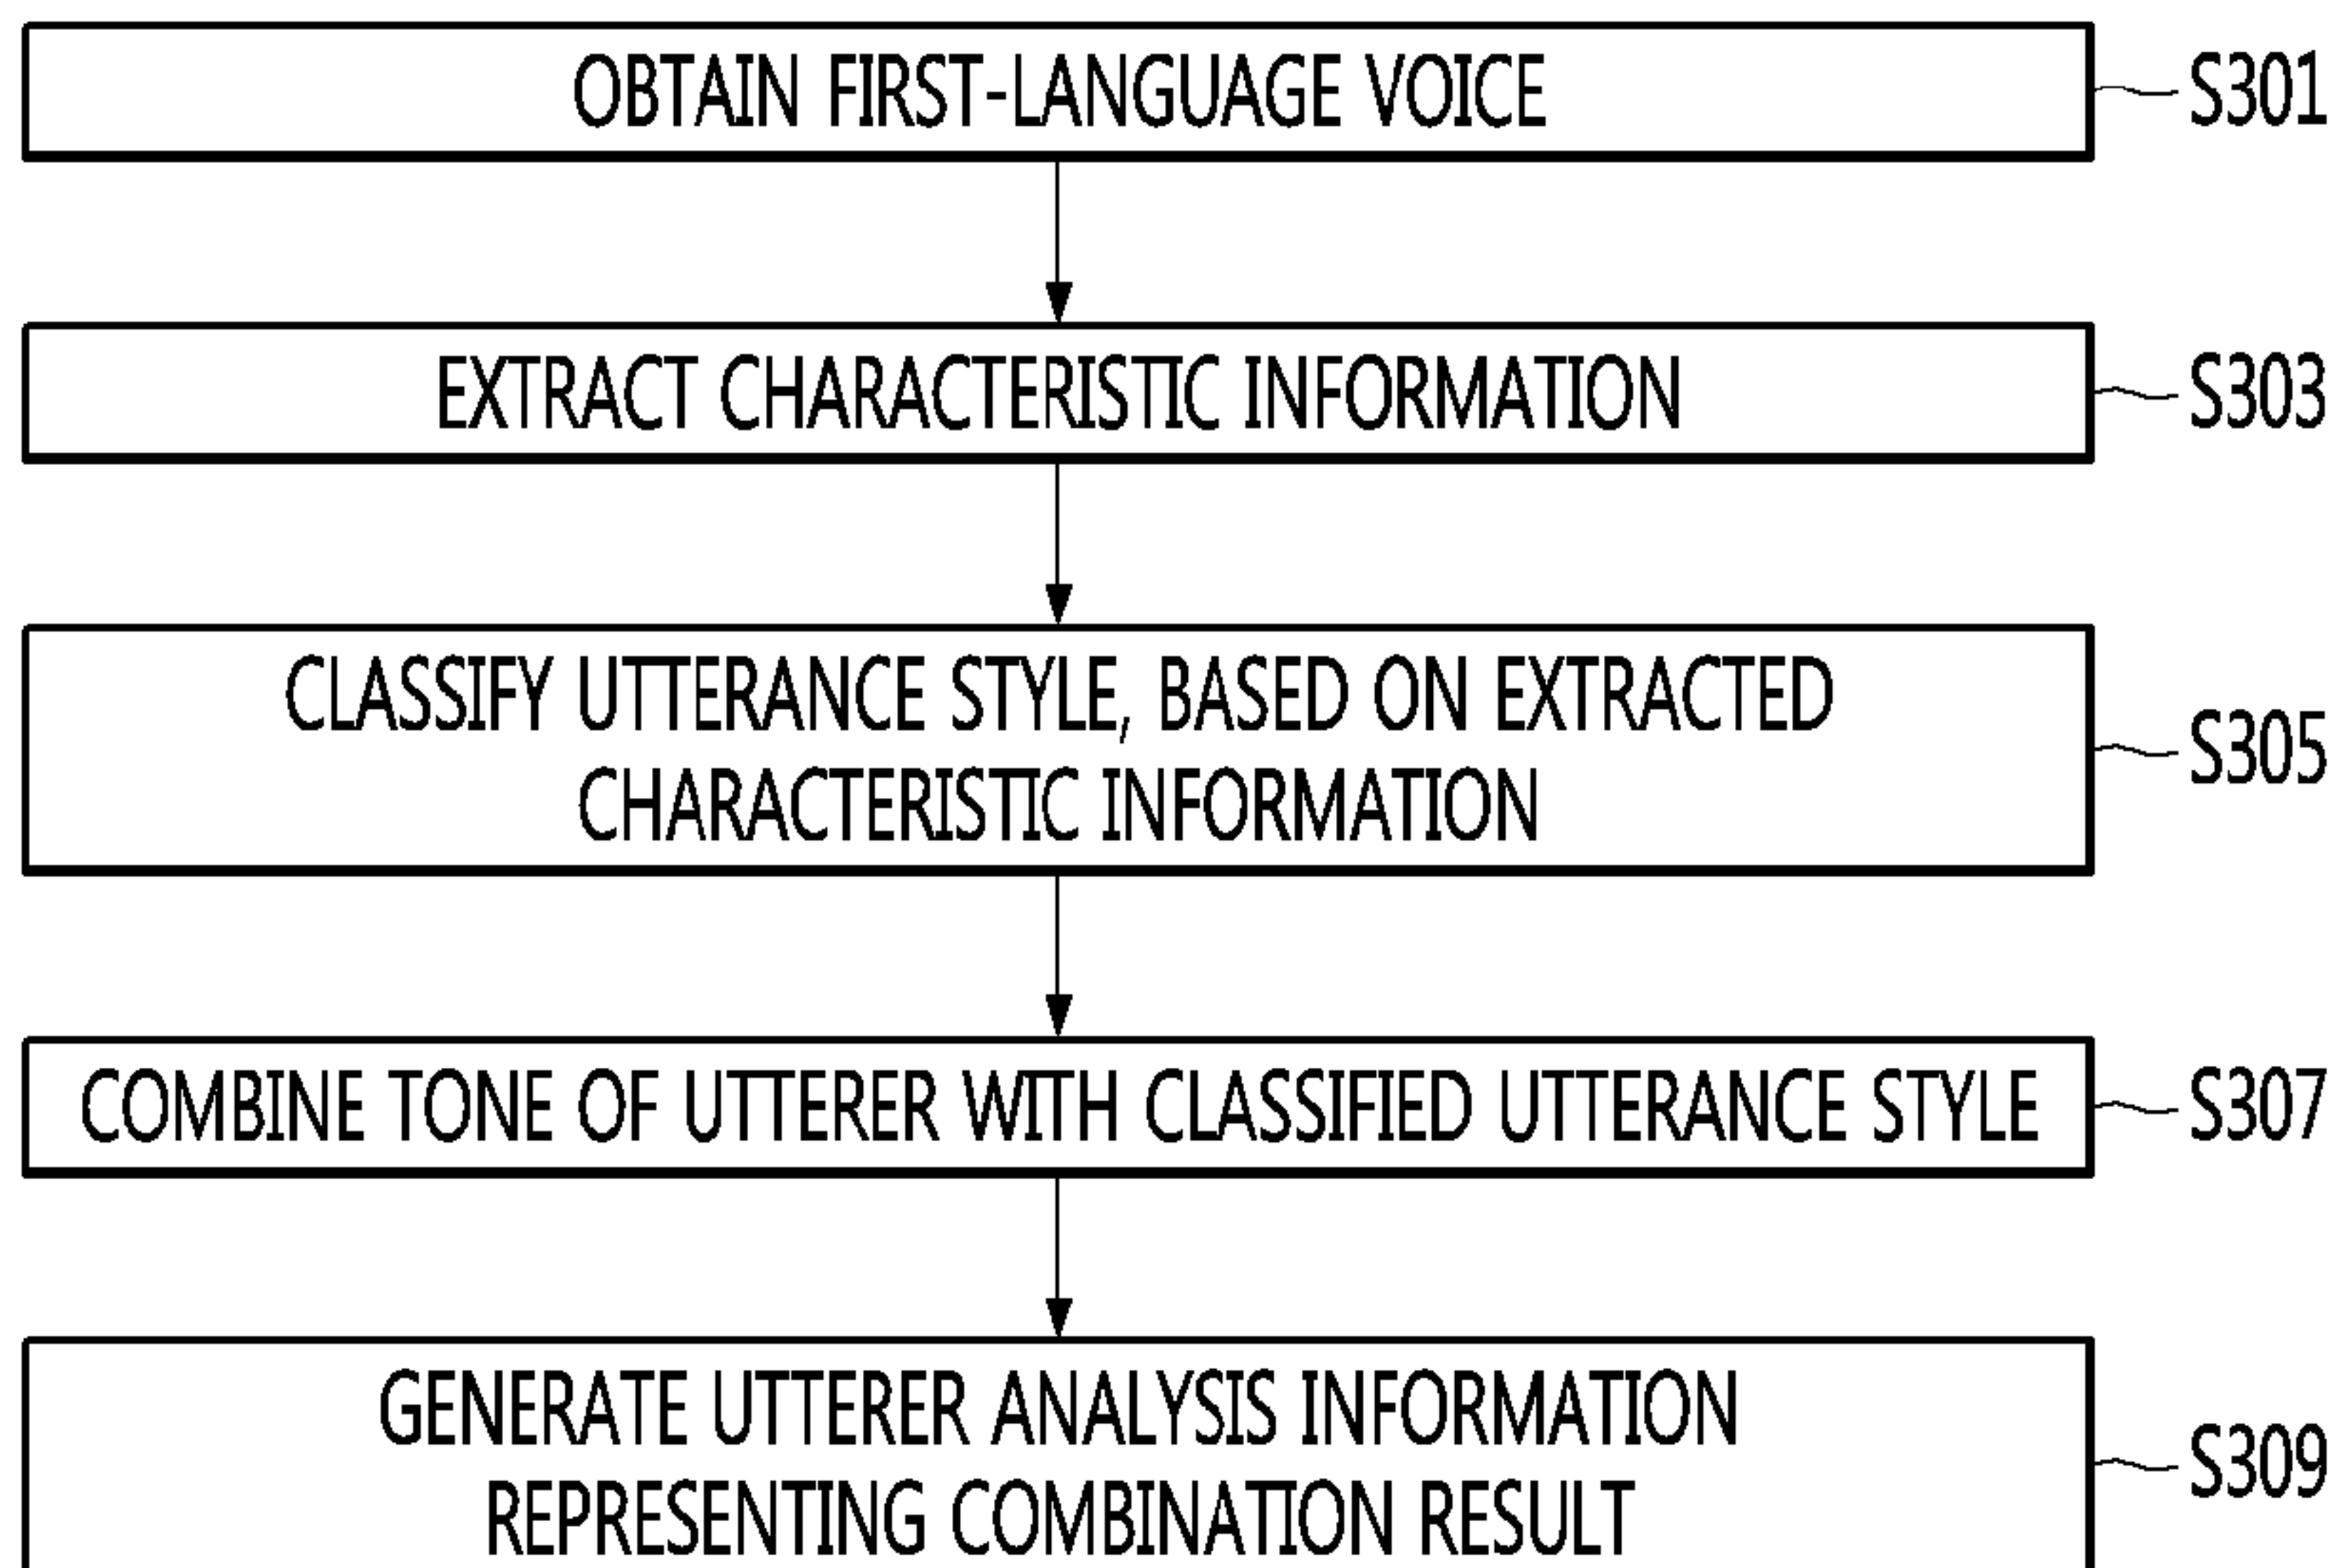 OBTAIN FIRST-LANGUAGE VOICE
S301
EXTRACT CHARACTERISTIC INFORMATION
S303
CLASSIFY UTTERANCE STYLE, BASED ON EXTRACTED
CHARACTERISTIC INFORMATION
S305
COMBINE TONE OF UTTERER WITH CLASSIFIED UTTERANCE STYLE
S307
GENERATE UTTERER ANALYSIS INFORMATION
REPRESENTING COMBINATION RESULT
S309